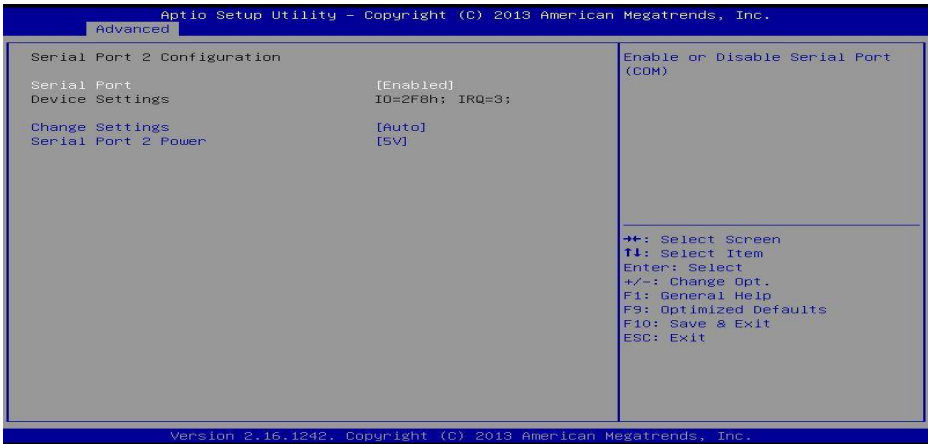 Aptio Setup Utility – Copyright (C) 2013 American Megatrends, Inc.
Advanced
Serial Port 2 Configuration
Serial Port [Enabled]
Device Settings IO=2F8h; IRQ=3;
Change Settings [Auto]
Serial Port 2 Power [5V]
Enable or Disable Serial Port
(COM)
→←: Select Screen
↑↓: Select Item
Enter: Select
+/-: Change Opt.
F1: General Help
F9: Optimized Defaults
F10: Save & Exit
ESC: Exit
Version 2.16.1242. Copyright (C) 2013 American Megatrends, Inc.